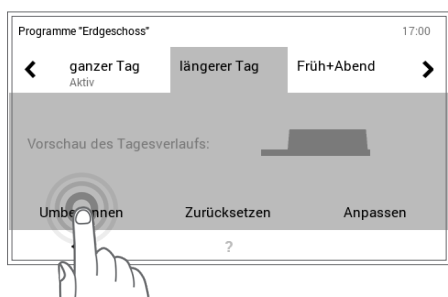 Programme "Erdgeschoss" 17:00
ganzer Tag längerer Tag Früh+Abend
Aktiv
Vorschau des Tagesverlaufs:
Zurücksetzen Anpassen
?